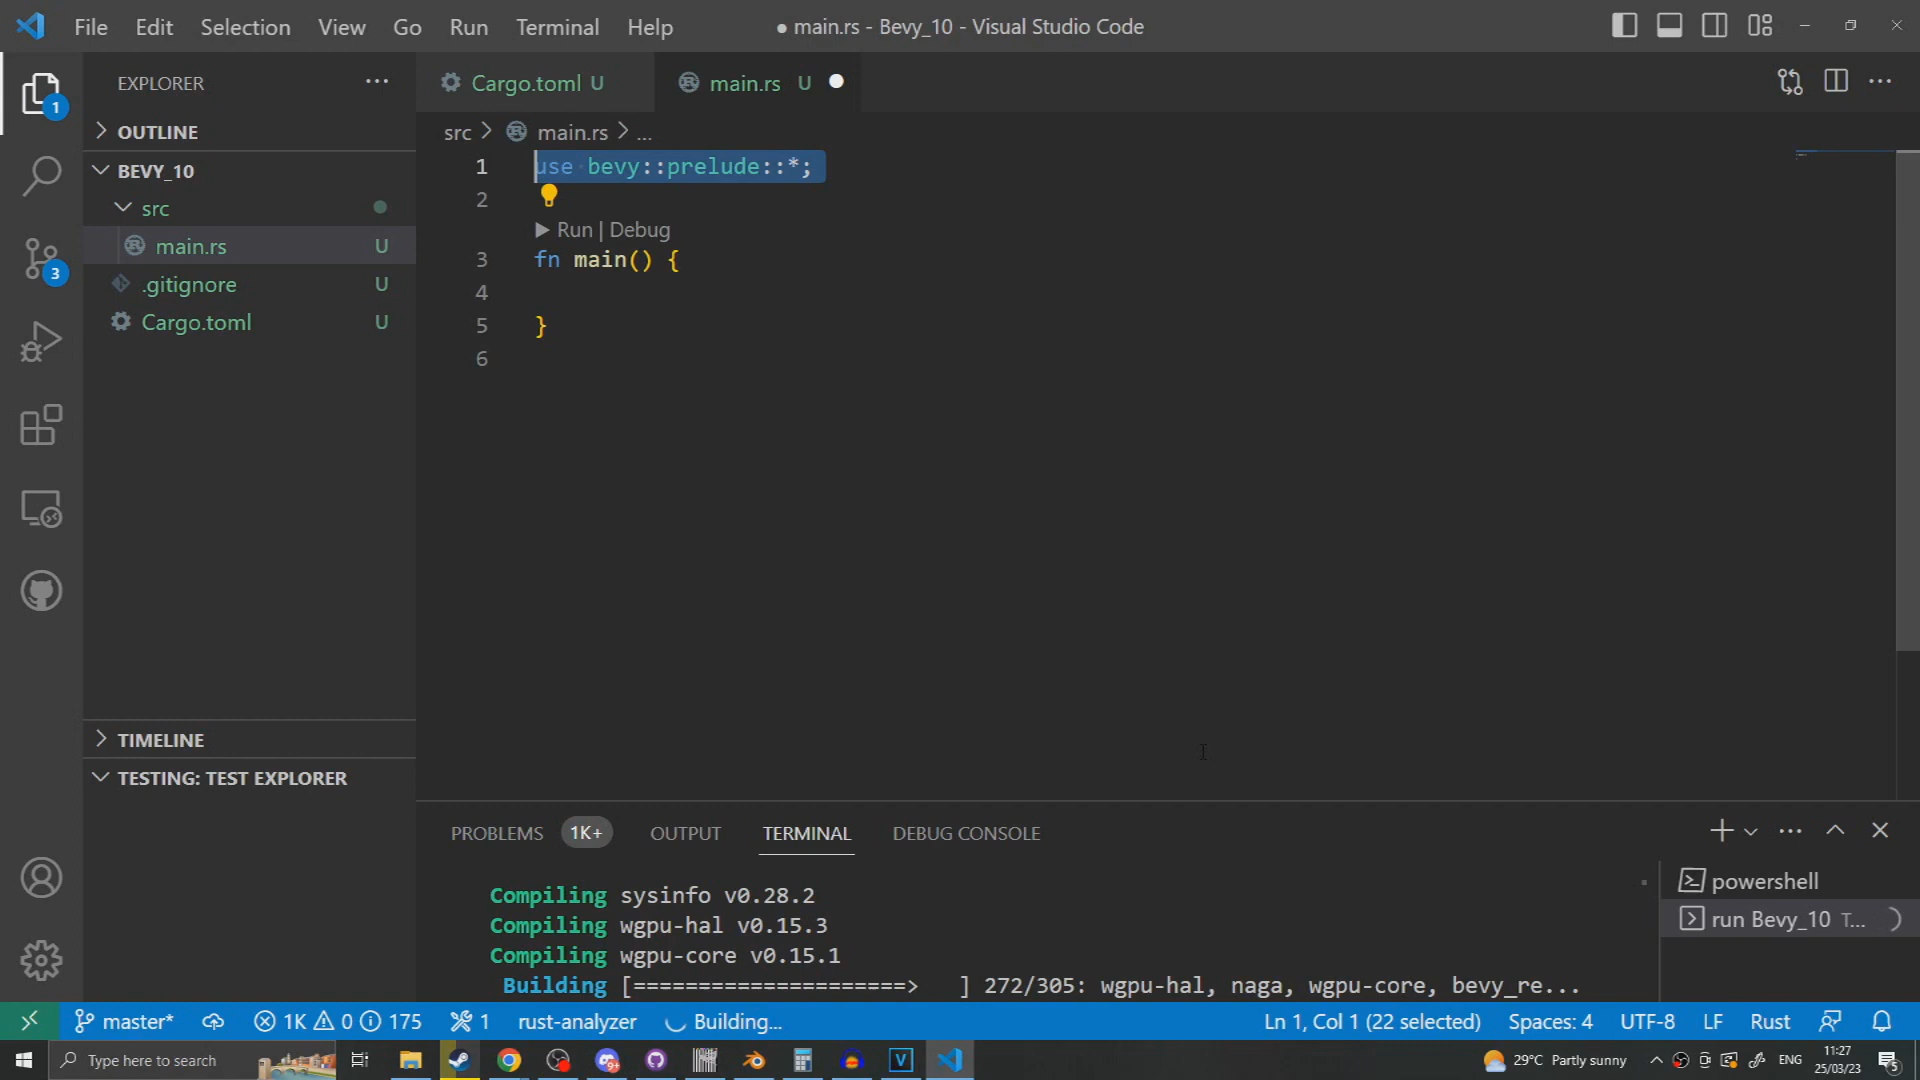 File Edit Selection View Go Run Terminal Help ● main.rs - Bevy_10 - Visual Studio Code
EXPLORER
Cargo.toml U
main.rs U
1
OUTLINE
src > main.rs > ...
BEVY_10
1 use bevy::prelude::*;
2
src
Run | Debug
main.rs U
3 fn main() {
3
.gitignore U
4
Cargo.toml U
5 }
6
TIMELINE
TESTING: TEST EXPLORER
PROBLEMS 1K+ OUTPUT TERMINAL DEBUG CONSOLE
Compiling sysinfo v0.28.2
Compiling wgpu-hal v0.15.3
Compiling wgpu-core v0.15.1
Building [=====================> ] 272/305: wgpu-hal, naga, wgpu-core, bevy_re...
powershell
run Bevy_10 T...
master* 1K 0 175 1 rust-analyzer Building... Ln 1, Col 1 (22 selected) Spaces: 4 UTF-8 LF Rust
Type here to search
9+
V
29°C Partly sunny
ENG
11:27
25/03/23
5